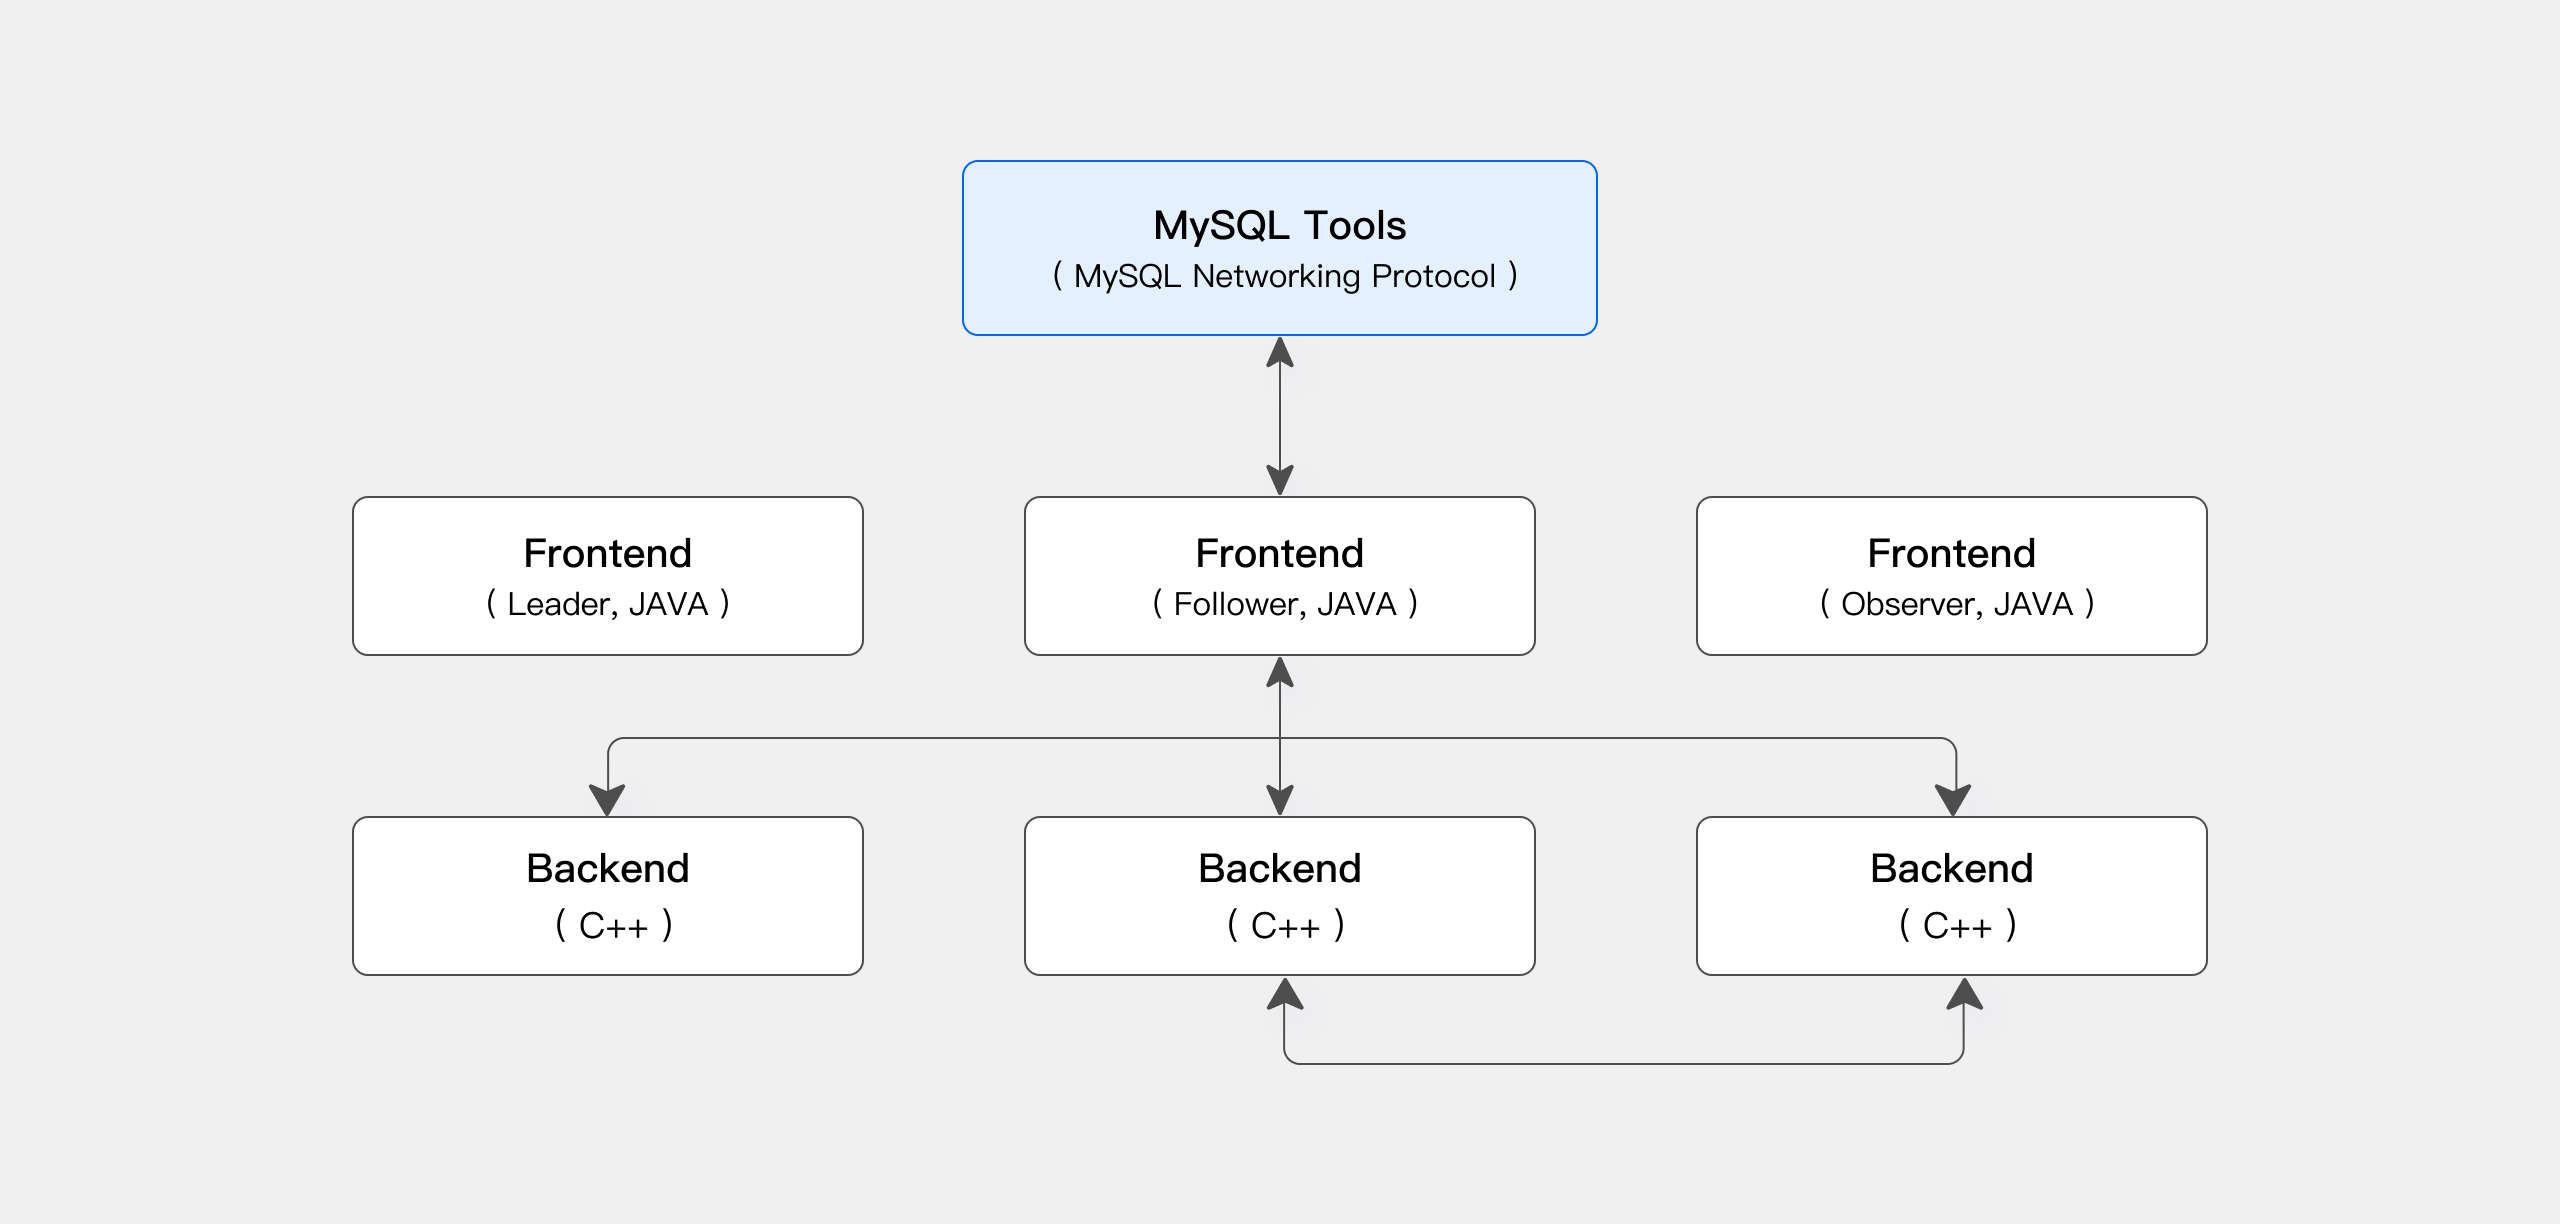 MySQL Tools
( MySQL Networking Protocol )
Frontend
( Leader, JAVA )
Frontend
( Follower, JAVA )
Frontend
( Observer, JAVA )
Backend
( C++ )
Backend
( C++ )
Backend
( C++ )